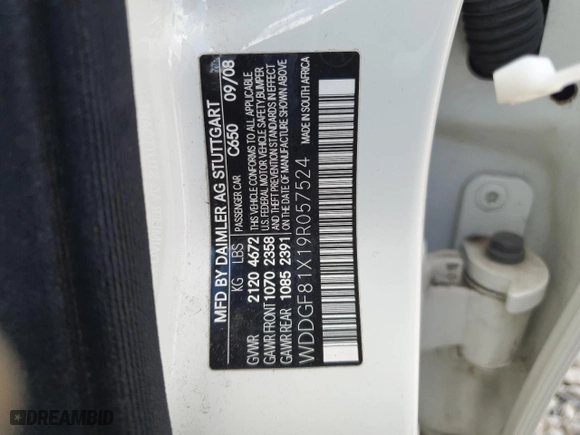 MFD BY DAIMLER AG STUTTGART
PASSENGER CAR C650 09/08
KG LBS
THIS VEHICLE CONFORMS TO ALL APPLICABLE
GVWR 2120 4672
U.S. FEDERAL MOTOR VEHICLE SAFETY, BUMPER
GAWR FRONT 1070 2358
AND THEFT PREVENTION STANDARDS IN EFFECT
GAWR REAR 1085 2391
ON THE DATE OF MANUFACTURE SHOWN ABOVE
WDDGF81X19R057524
MADE IN SOUTH AFRICA
DREAMBID